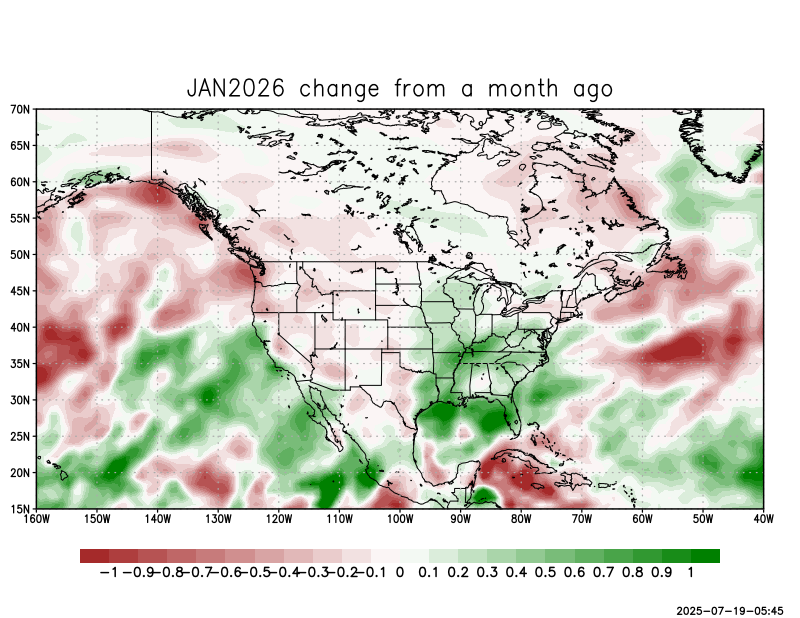 JAN2026 change from a month ago
70N
65N
60N
55N
50N
45N
40N
35N
30N
25N
20N
15N
160W 150W 140W 130W 120W 110W 100W 90W 80W 70W 60W 50W 40W
−1 −0.9 −0.8 −0.7 −0.6 −0.5 −0.4 −0.3 −0.2 −0.1 0 0.1 0.2 0.3 0.4 0.5 0.6 0.7 0.8 0.9 1
2025-07-19-05:45